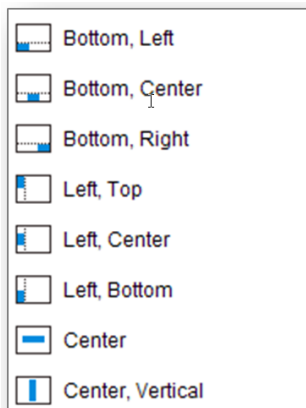 Bottom, Left
Bottom, Center
Bottom, Right
Left, Top
Left, Center
Left, Bottom
Center
Center, Vertical